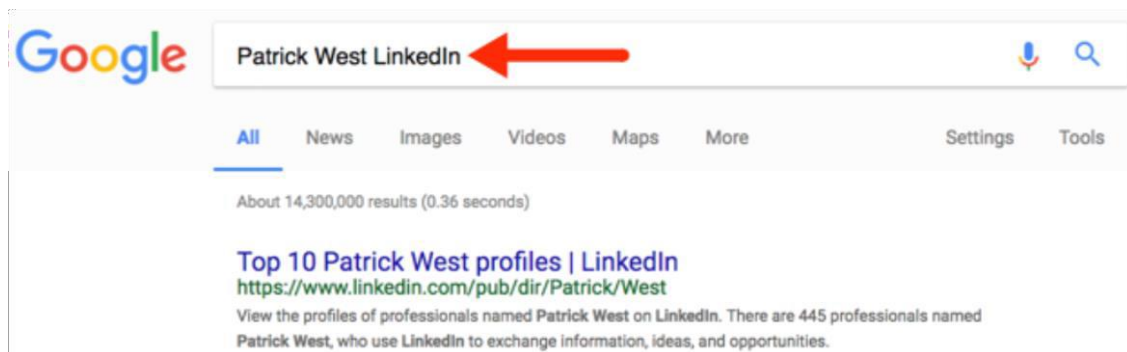 Google
Patrick West LinkedIn
All News Images Videos Maps More Settings Tools
About 14,300,000 results (0.36 seconds)
Top 10 Patrick West profiles | LinkedIn
https://www.linkedin.com/pub/dir/Patrick/West
View the profiles of professionals named Patrick West on LinkedIn. There are 445 professionals named
Patrick West, who use LinkedIn to exchange information, ideas, and opportunities.